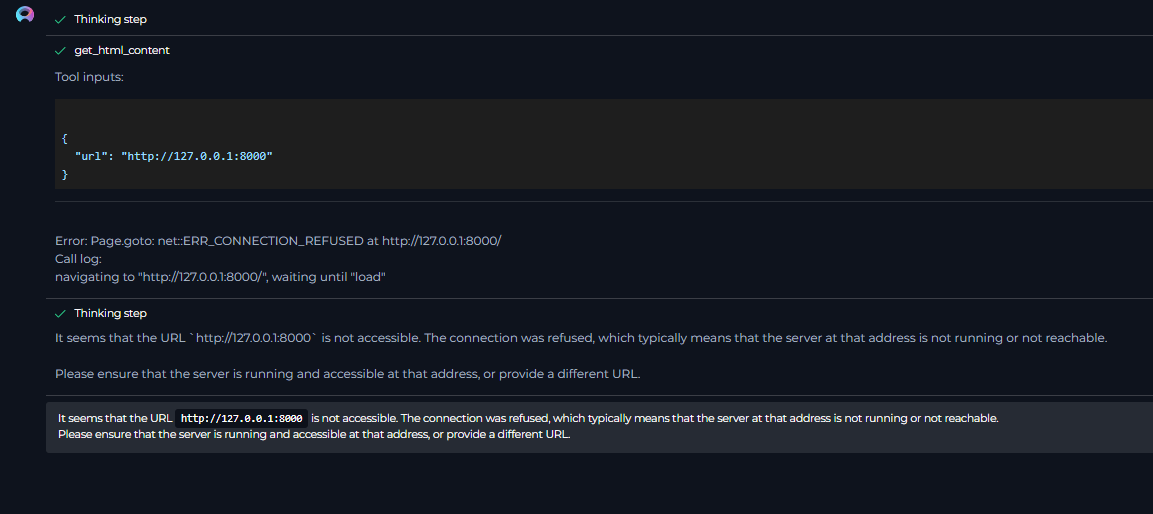 Thinking step
get_html_content
Tool inputs:
{
"url": "http://127.0.0.1:8000"
}
Error: Page.goto: net::ERR_CONNECTION_REFUSED at http://127.0.0.1:8000/
Call log:
navigating to "http://127.0.0.1:8000/", waiting until "load"
Thinking step
It seems that the URL `http://127.0.0.1:8000` is not accessible. The connection was refused, which typically means that the server at that address is not running or not reachable.
Please ensure that the server is running and accessible at that address, or provide a different URL.
It seems that the URL http://127.0.0.1:8000 is not accessible. The connection was refused, which typically means that the server at that address is not running or not reachable.
Please ensure that the server is running and accessible at that address, or provide a different URL.